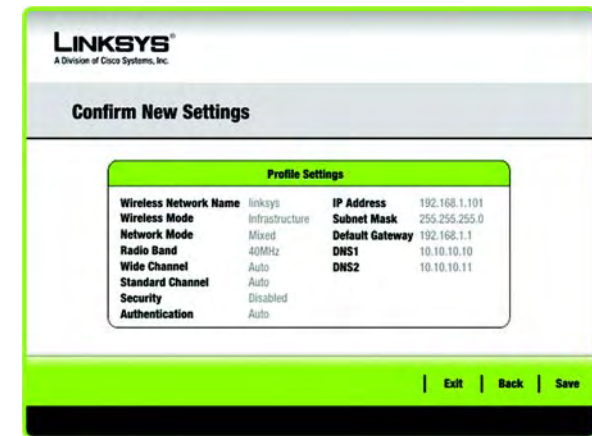 LINKSYS®
A Division of Cisco Systems, Inc.
Confirm New Settings
Profile Settings
Wireless Network Name linksys
Wireless Mode Infrastructure
Network Mode Mixed
Radio Band 40MHz
Wide Channel Auto
Standard Channel Auto
Security Disabled
Authentication Auto
IP Address 192.168.1.101
Subnet Mask 255.255.255.0
Default Gateway 192.168.1.1
DNS1 10.10.10.10
DNS2 10.10.10.11
Exit | Back | Save